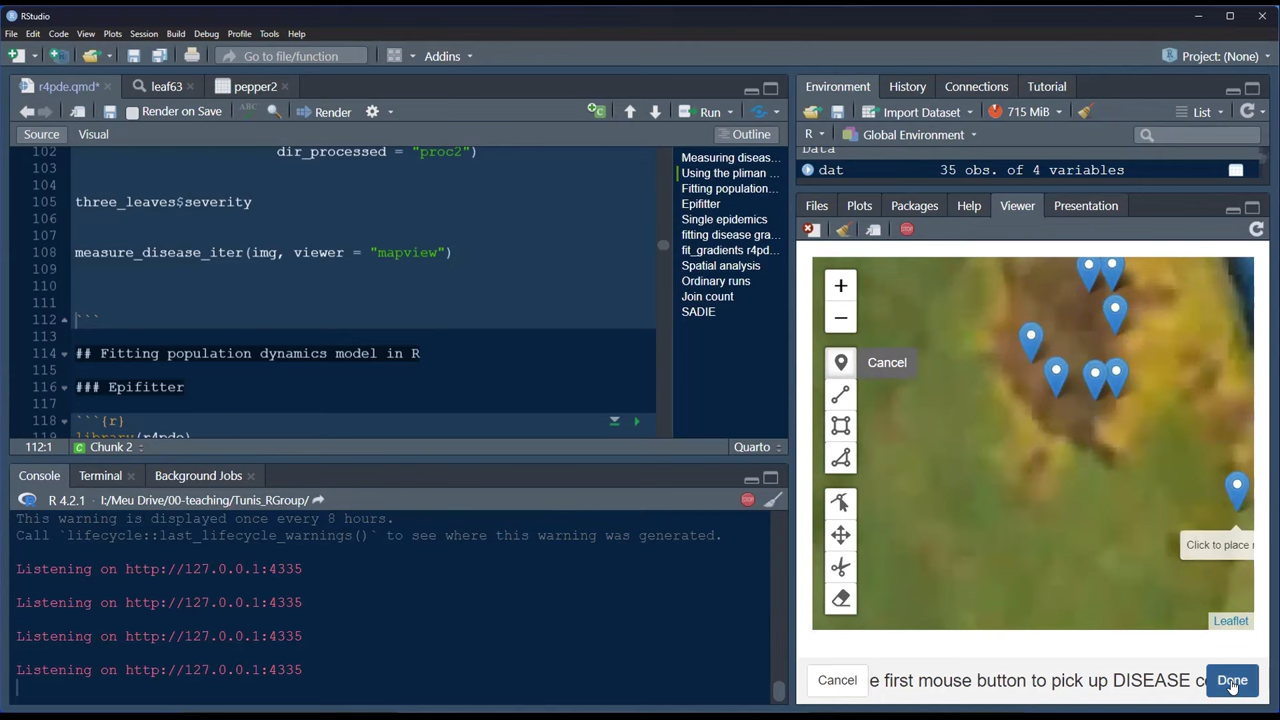 RStudio
File Edit Code View Plots Session Build Debug Profile Tools Help
Go to file/function
Addins
Project: (None)
r4pde.qmd*
leaf63
pepper2
Render on Save
ABC
Render
Run
Source
Visual
Outline
102 dir_processed = "proc2")
103
104
105 three_leaves$severity
106
107
108 measure_disease_iter(img, viewer = "mapview")
109
110
111
112 ```
113
114 ## Fitting population dynamics model in R
115
116 ### Epifitter
117
118 ```{r}
119 library(r4pde)
Measuring diseas...
Using the pliman ...
Fitting population...
Epifitter
Single epidemics
fitting disease gra...
fit_gradients r4pd...
Spatial analysis
Ordinary runs
Join count
SADIE
112:1
Chunk 2
Quarto
Console
Terminal
Background Jobs
R 4.2.1 · I:/Meu Drive/00-teaching/Tunis_RGroup/
This warning is displayed once every 8 hours.
Call `lifecycle::last_lifecycle_warnings()` to see where this warning was generated.
Listening on http://127.0.0.1:4335
Listening on http://127.0.0.1:4335
Listening on http://127.0.0.1:4335
Listening on http://127.0.0.1:4335
Environment
History
Connections
Tutorial
Import Dataset
715 MiB
List
R
Global Environment
Data
dat 35 obs. of 4 variables
Files
Plots
Packages
Help
Viewer
Presentation
+
−
Cancel
Click to place
Leaflet
Cancel
e first mouse button to pick up DISEASE c
Done